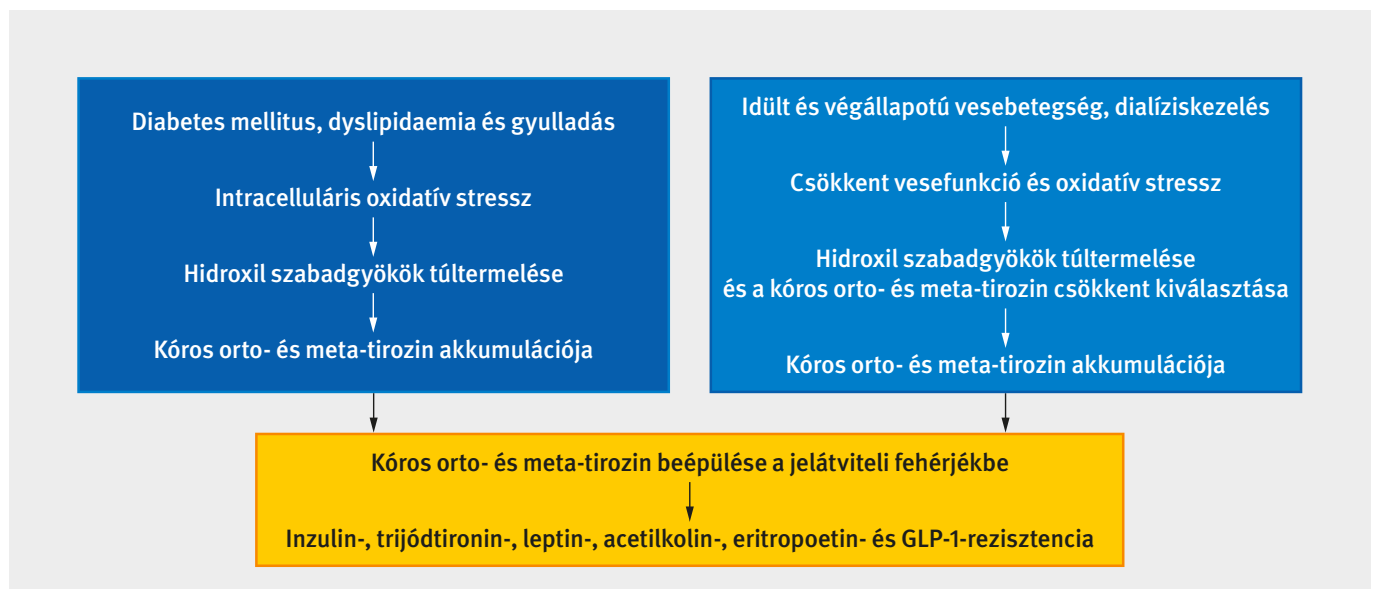 Diabetes mellitus, dyslipidaemia és gyulladás
Intracelluláris oxidatív stressz
Hidroxil szabadgyökök túltermelése
Kóros orto- és meta-tirozin akkumulációja
Idült és végállapotú vesebetegség, dialíziskezelés
Csökkent vesefunkció és oxidatív stressz
Hidroxil szabadgyökök túltermelése
és a kóros orto- és meta-tirozin csökkent kiválasztása
Kóros orto- és meta-tirozin akkumulációja
Kóros orto- és meta-tirozin beépülése a jelátviteli fehérjékbe
Inzulin-, trijódtironin-, leptin-, acetilkolin-, eritropoetin- és GLP-1-rezisztencia